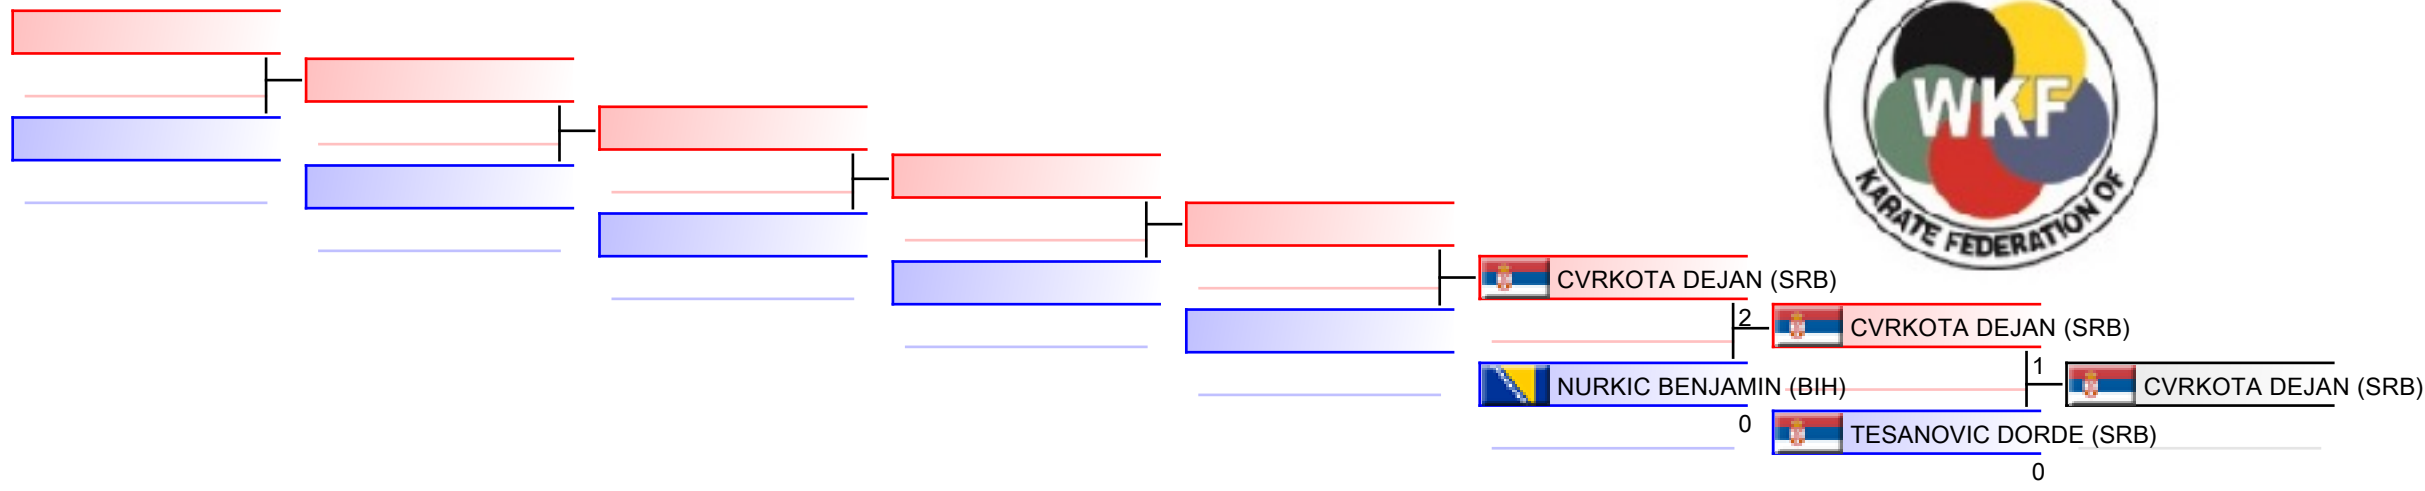 WKF
KARATE FEDERATION OF
CVRKOTA DEJAN (SRB)
2
CVRKOTA DEJAN (SRB)
NURKIC BENJAMIN (BIH)
0
1
CVRKOTA DEJAN (SRB)
TESANOVIC DORDE (SRB)
0